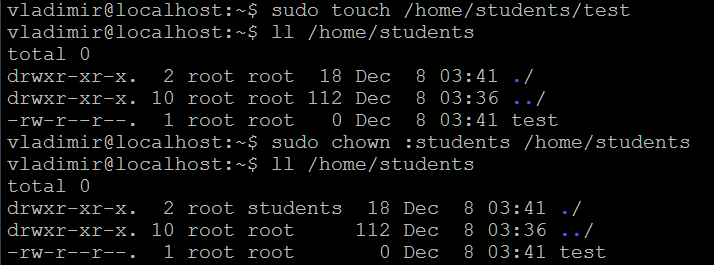 vladimir@localhost:~$ sudo touch /home/students/test
vladimir@localhost:~$ ll /home/students
total 0
drwxr-xr-x.  2 root root  18 Dec  8 03:41 ./
drwxr-xr-x. 10 root root 112 Dec  8 03:36 ../
-rw-r--r--.  1 root root   0 Dec  8 03:41 test
vladimir@localhost:~$ sudo chown :students /home/students
vladimir@localhost:~$ ll /home/students
total 0
drwxr-xr-x.  2 root students  18 Dec  8 03:41 ./
drwxr-xr-x. 10 root root     112 Dec  8 03:36 ../
-rw-r--r--.  1 root root       0 Dec  8 03:41 test